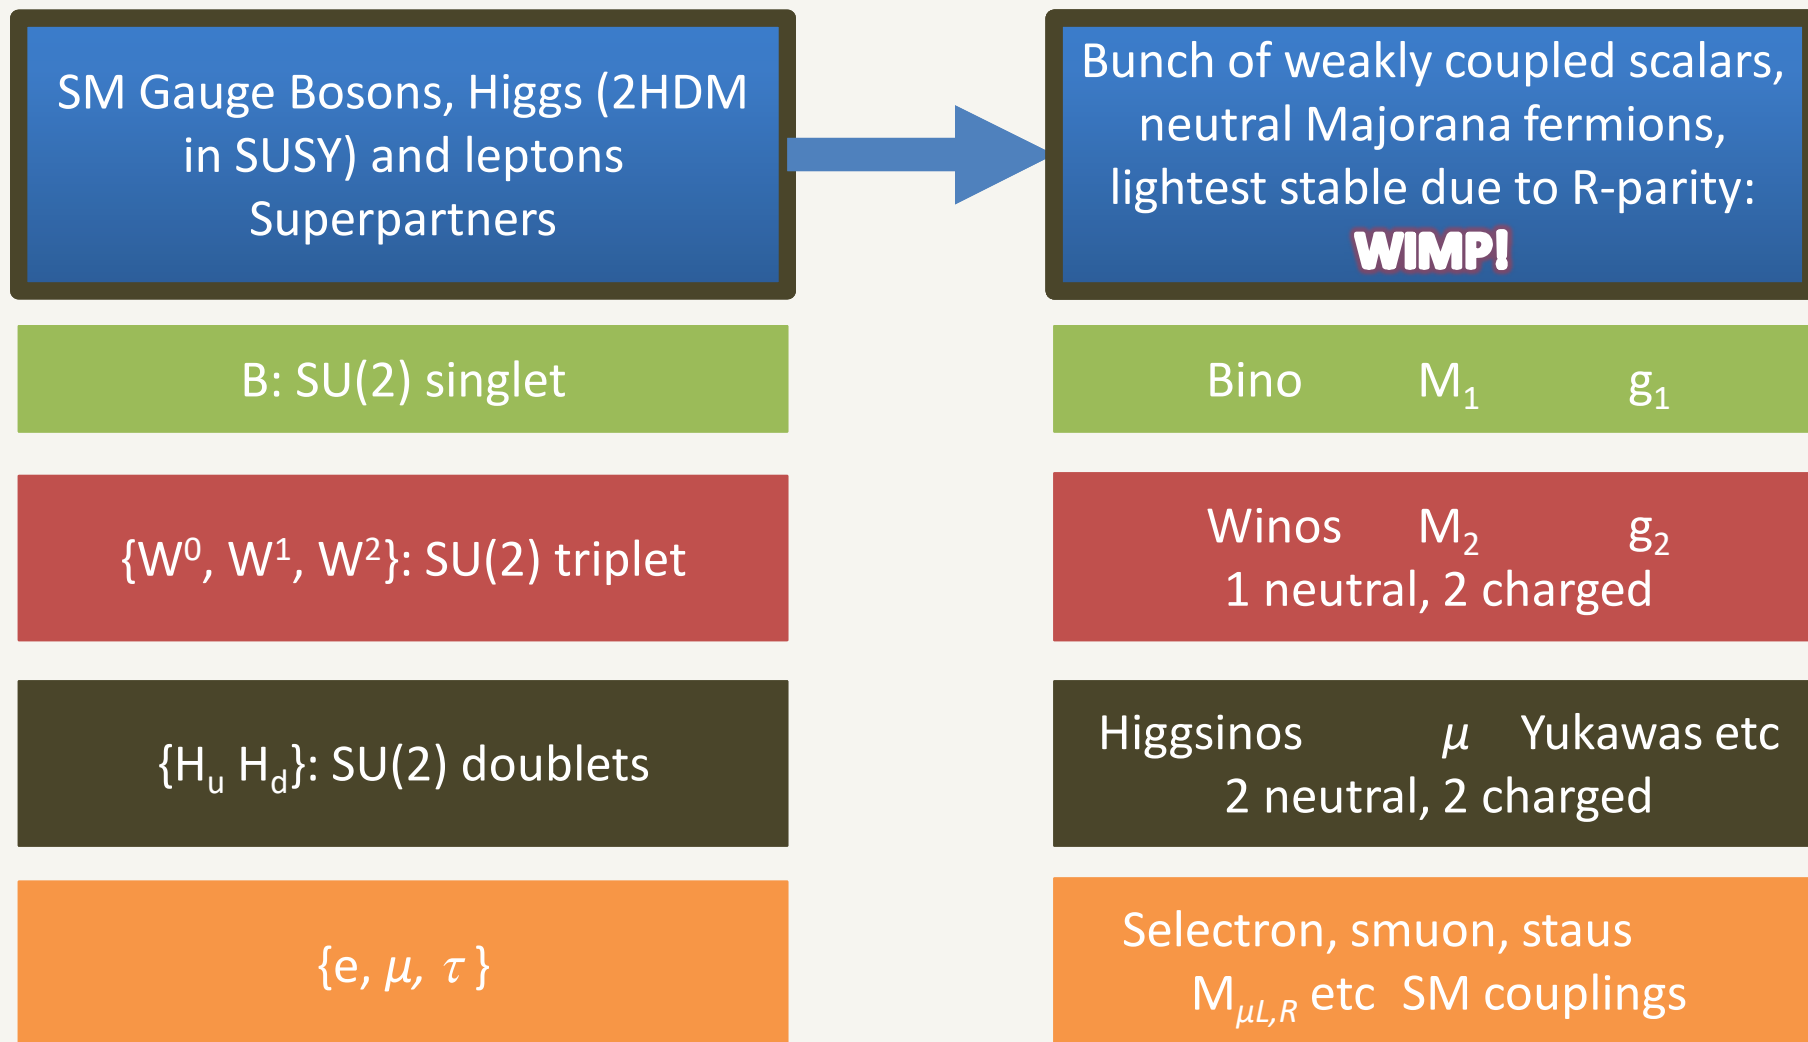 SM Gauge Bosons, Higgs (2HDM
in SUSY) and leptons
Superpartners
Bunch of weakly coupled scalars,
neutral Majorana fermions,
lightest stable due to R-parity:
WIMP!
B: SU(2) singlet
Bino M₁ g₁
{W⁰, W¹, W²}: SU(2) triplet
Winos M₂ g₂
1 neutral, 2 charged
{H_u H_d}: SU(2) doublets
Higgsinos μ Yukawas etc
2 neutral, 2 charged
{e, μ, τ }
Selectron, smuon, staus
M_μL,R etc SM couplings